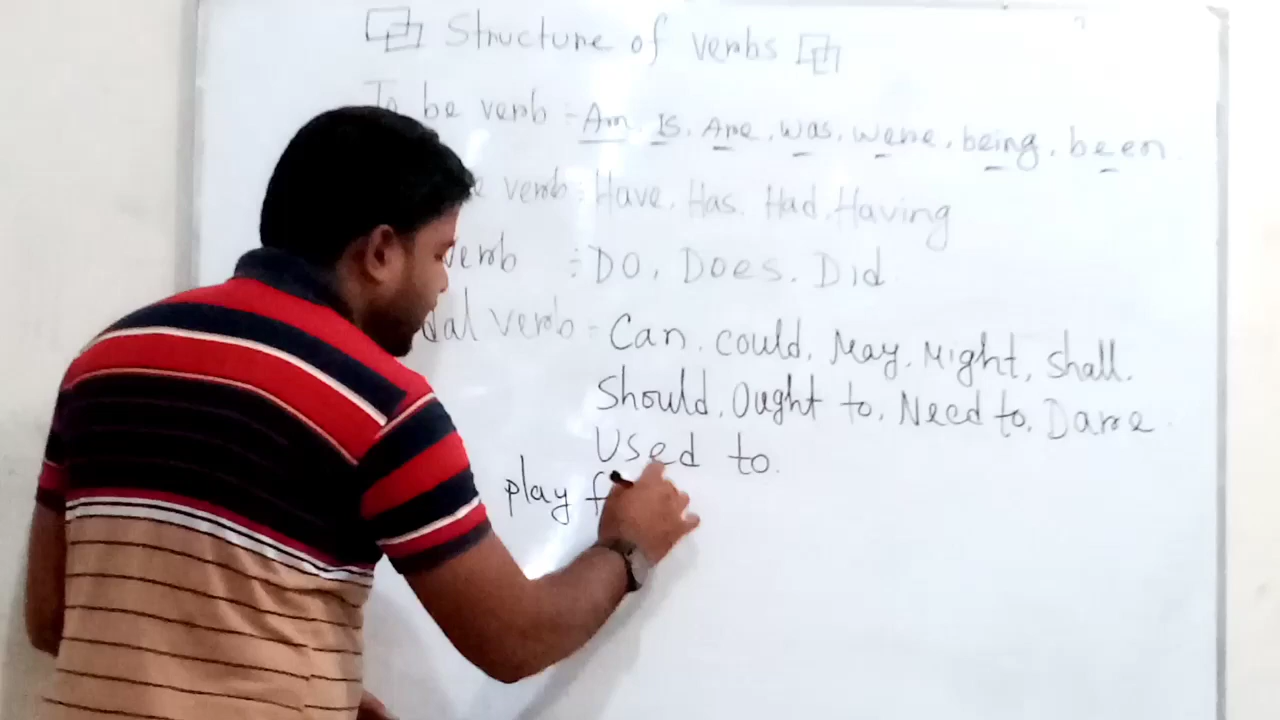 Structure of verbs
To be verb :- Am, Is, Are, was, were, being, been.
verb : Have, Has, Had, Having
verb : DO, Does, Did
dal verb - Can, could, May, Might, shall.
Should, Ought to, Need to, Dare.
Used to.
play f